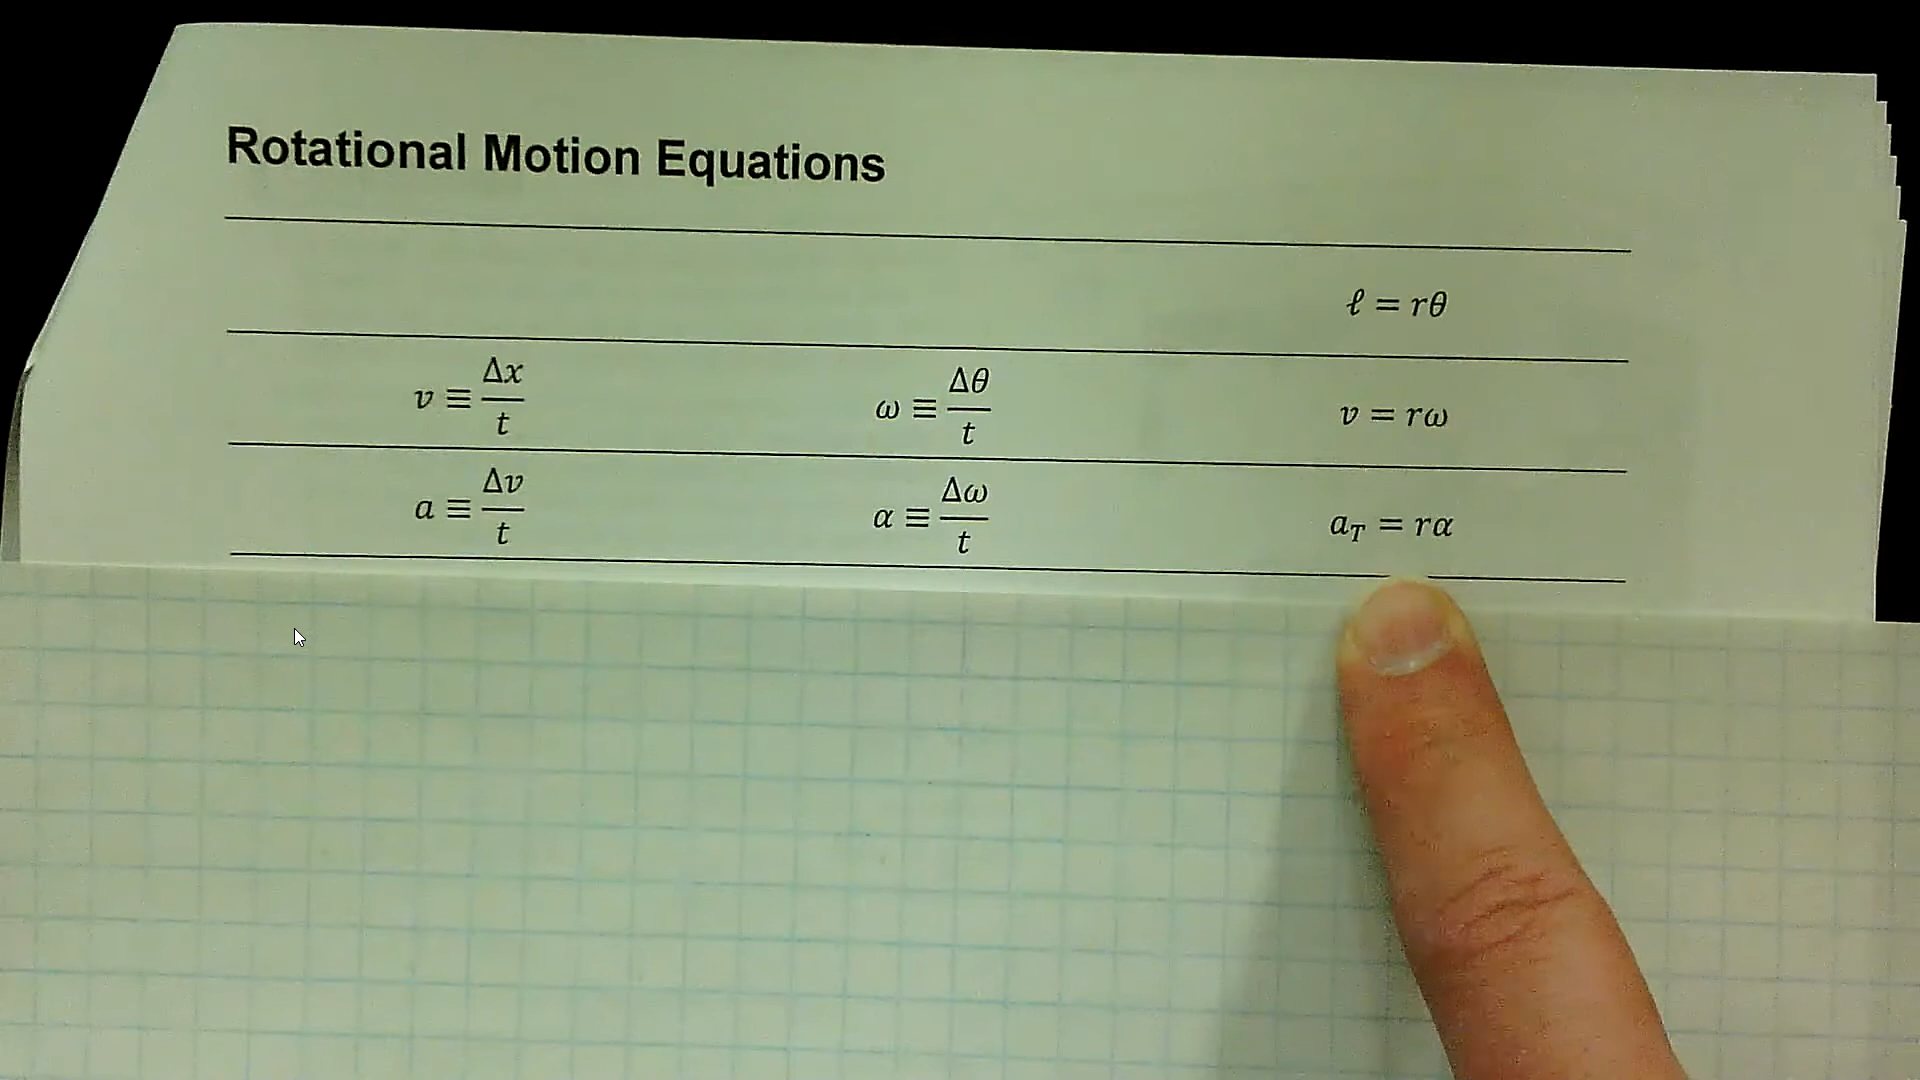 Rotational Motion Equations
ℓ = rθ
v ≡ Δx/t    ω ≡ Δθ/t    v = rω
a ≡ Δv/t    α ≡ Δω/t    a_T = rα